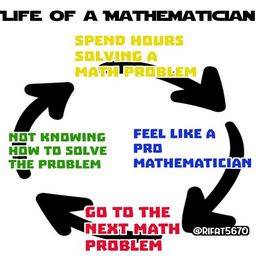 LIFE OF A MATHEMATICIAN
SPEND HOURS
SOLVING A
MATH PROBLEM
FEEL LIKE A
PRO
MATHEMATICIAN
GO TO THE
NEXT MATH
PROBLEM
@RIFAT5670
NOT KNOWING
HOW TO SOLVE
THE PROBLEM